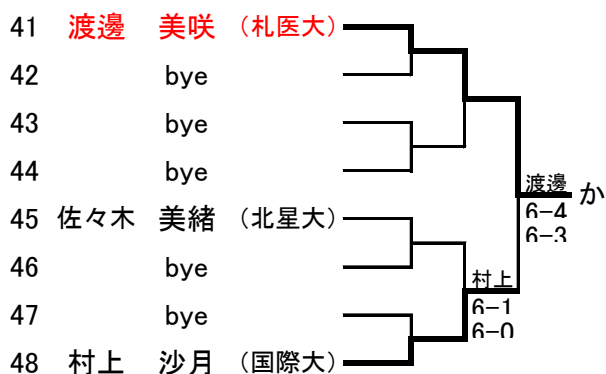 41 渡邊 美咲 (札医大)
42 bye
43 bye
44 bye
渡邊 か
6-4
6-3
45 佐々木 美緒 (北星大)
46 bye
村上
6-1
6-0
47 bye
48 村上 沙月 (国際大)